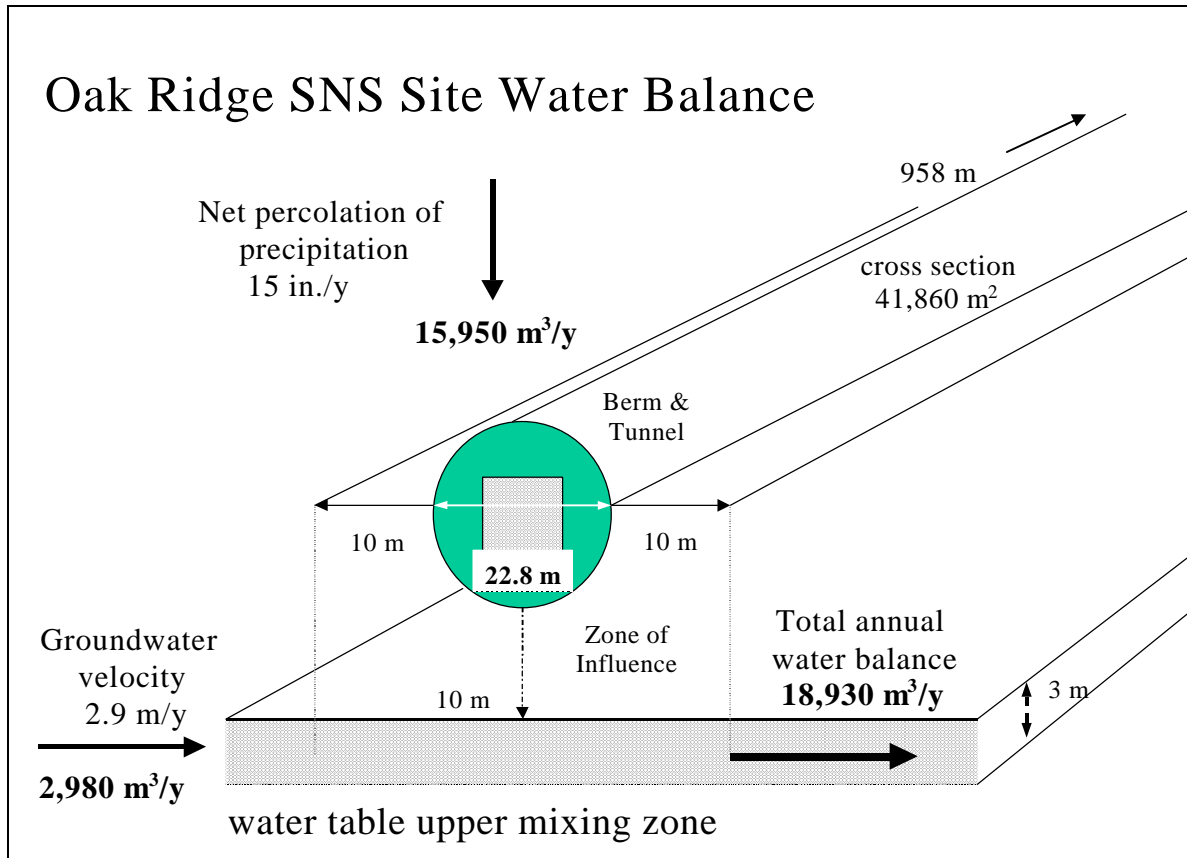 Oak Ridge SNS Site Water Balance
958 m
Net percolation of
precipitation
15 in./y
cross section
41,860 m²
15,950 m³/y
Berm &
Tunnel
10 m
10 m
22.8 m
Zone of
Influence
Groundwater
velocity
2.9 m/y
Total annual
water balance
18,930 m³/y
10 m
3 m
2,980 m³/y
water table upper mixing zone